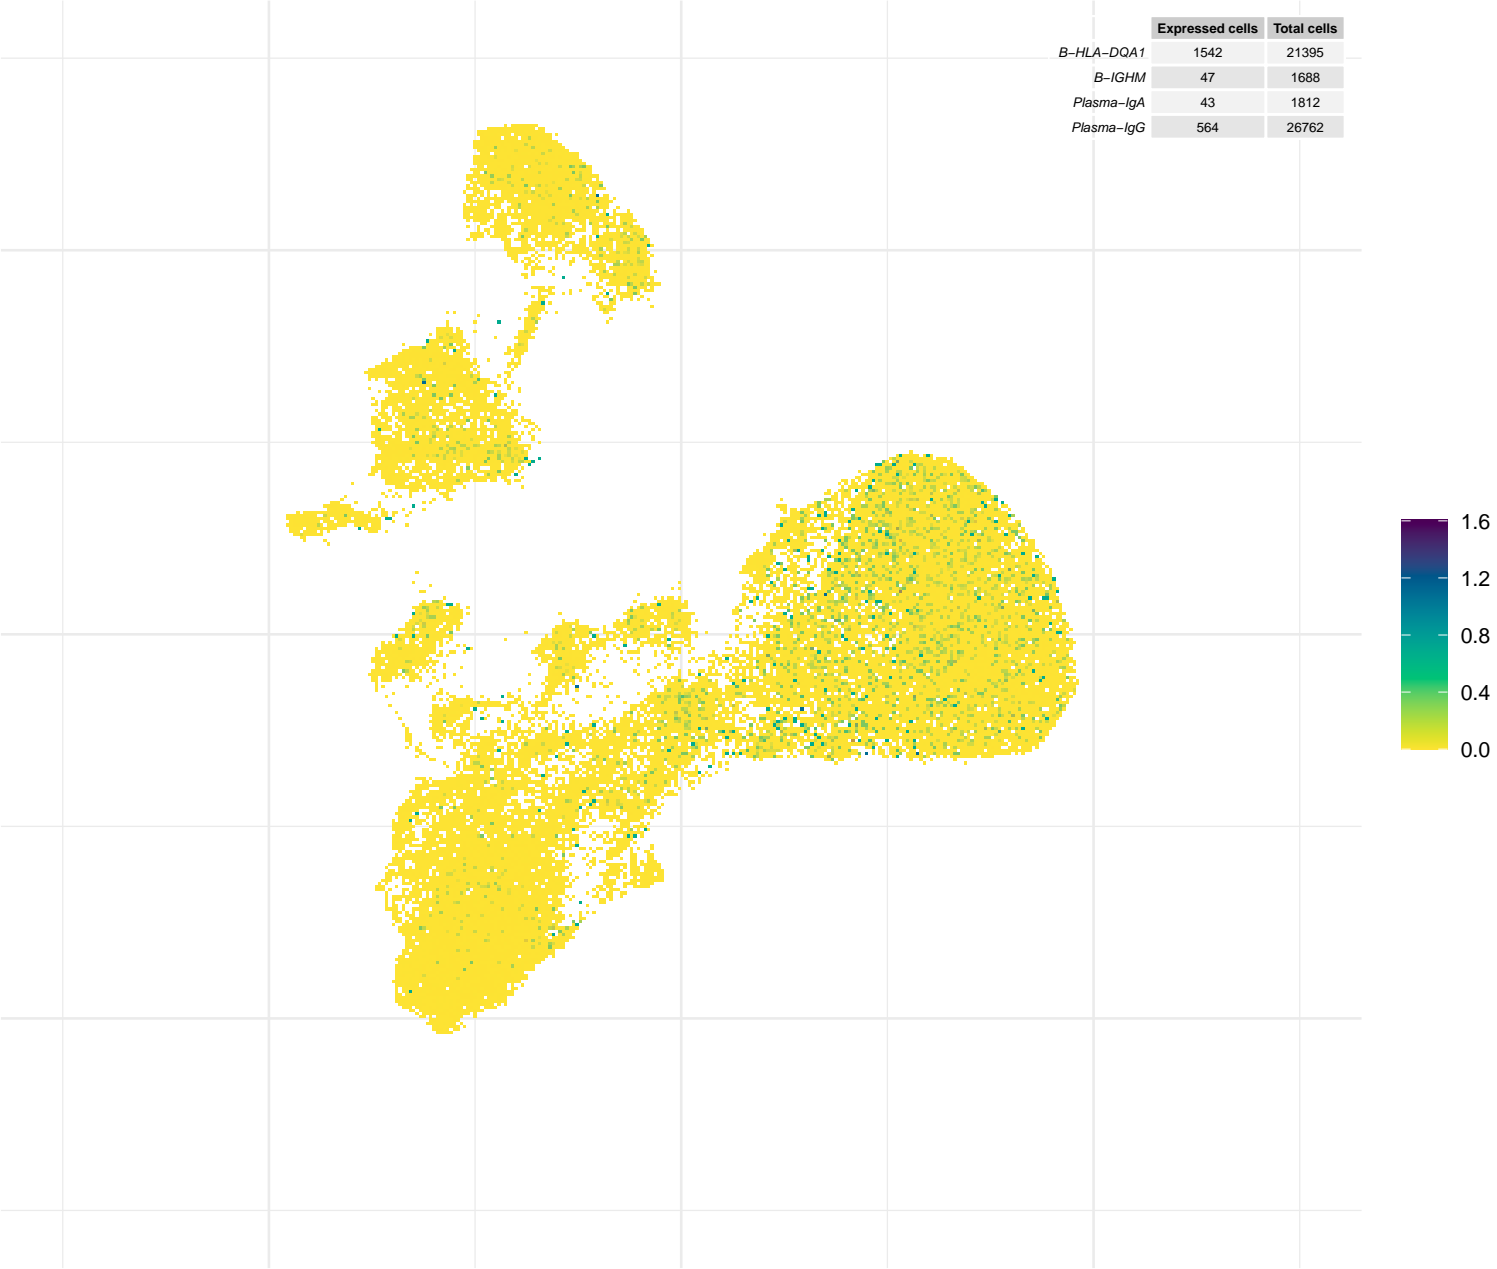 Expressed cells Total cells
B−HLA−DQA1 1542 21395
B−IGHM 47 1688
Plasma−IgA 43 1812
Plasma−IgG 564 26762
1.6
1.2
0.8
0.4
0.0